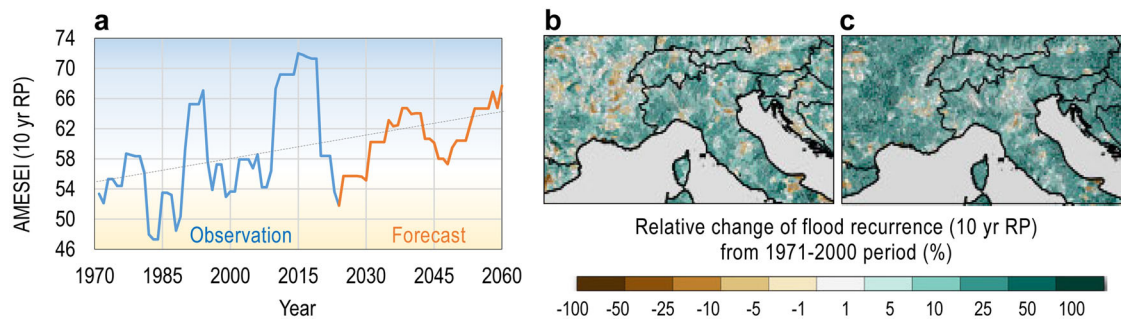 a
b
c
AMESEI (10 yr RP)
74
70
66
62
58
54
50
46
Observation
Forecast
1970
1985
2000
2015
2030
2045
2060
Year
Relative change of flood recurrence (10 yr RP)
from 1971-2000 period (%)
-100 -50 -25 -10 -5 -1 1 5 10 25 50 100